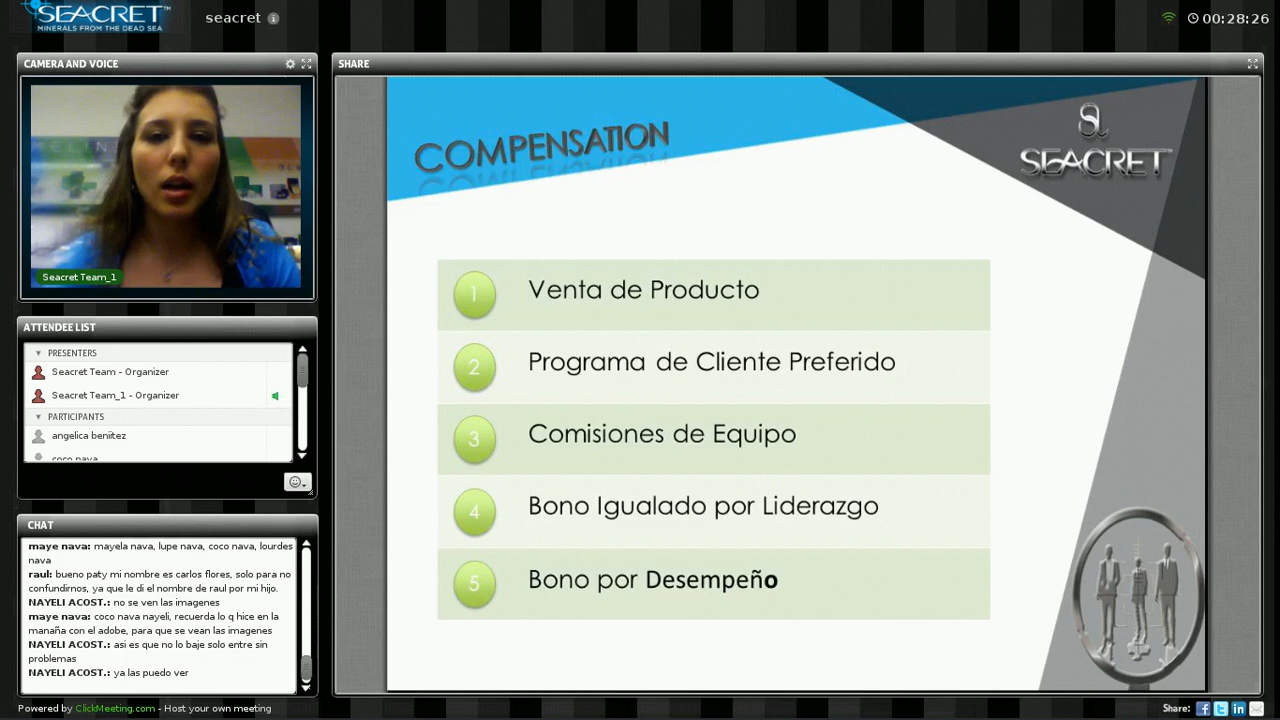 SEACRET™
MINERALS FROM THE DEAD SEA
seacret
00:28:26
CAMERA AND VOICE
Seacret Team_1
SHARE
COMPENSATION
SEACRET
1 Venta de Producto
2 Programa de Cliente Preferido
3 Comisiones de Equipo
4 Bono Igualado por Liderazgo
5 Bono por Desempeño
ATTENDEE LIST
PRESENTERS
Seacret Team - Organizer
Seacret Team_1 - Organizer
PARTICIPANTS
angelica beniitez
coco nava
CHAT
maye nava: mayela nava, lupe nava, coco nava, lourdes
nava
raul: bueno paty mi nombre es carlos flores, solo para no
confundirnos, ya que le di el nombre de raul por mi hijo.
NAYELI ACOST.: no se ven las imagenes
maye nava: coco nava nayeli, recuerda lo q hice en la
manaña con el adobe, para que se vean las imagenes
NAYELI ACOST.: asi es que no lo baje solo entre sin
problemas
NAYELI ACOST.: ya las puedo ver
Powered by ClickMeeting.com - Host your own meeting
Share: